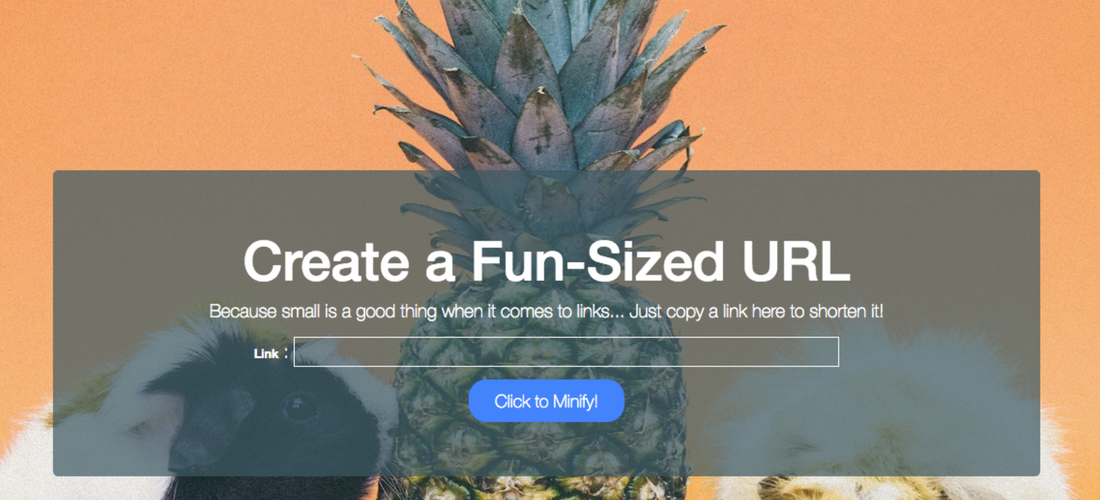 Create a Fun-Sized URL
Because small is a good thing when it comes to links... Just copy a link here to shorten it!
Link :
Click to Minify!